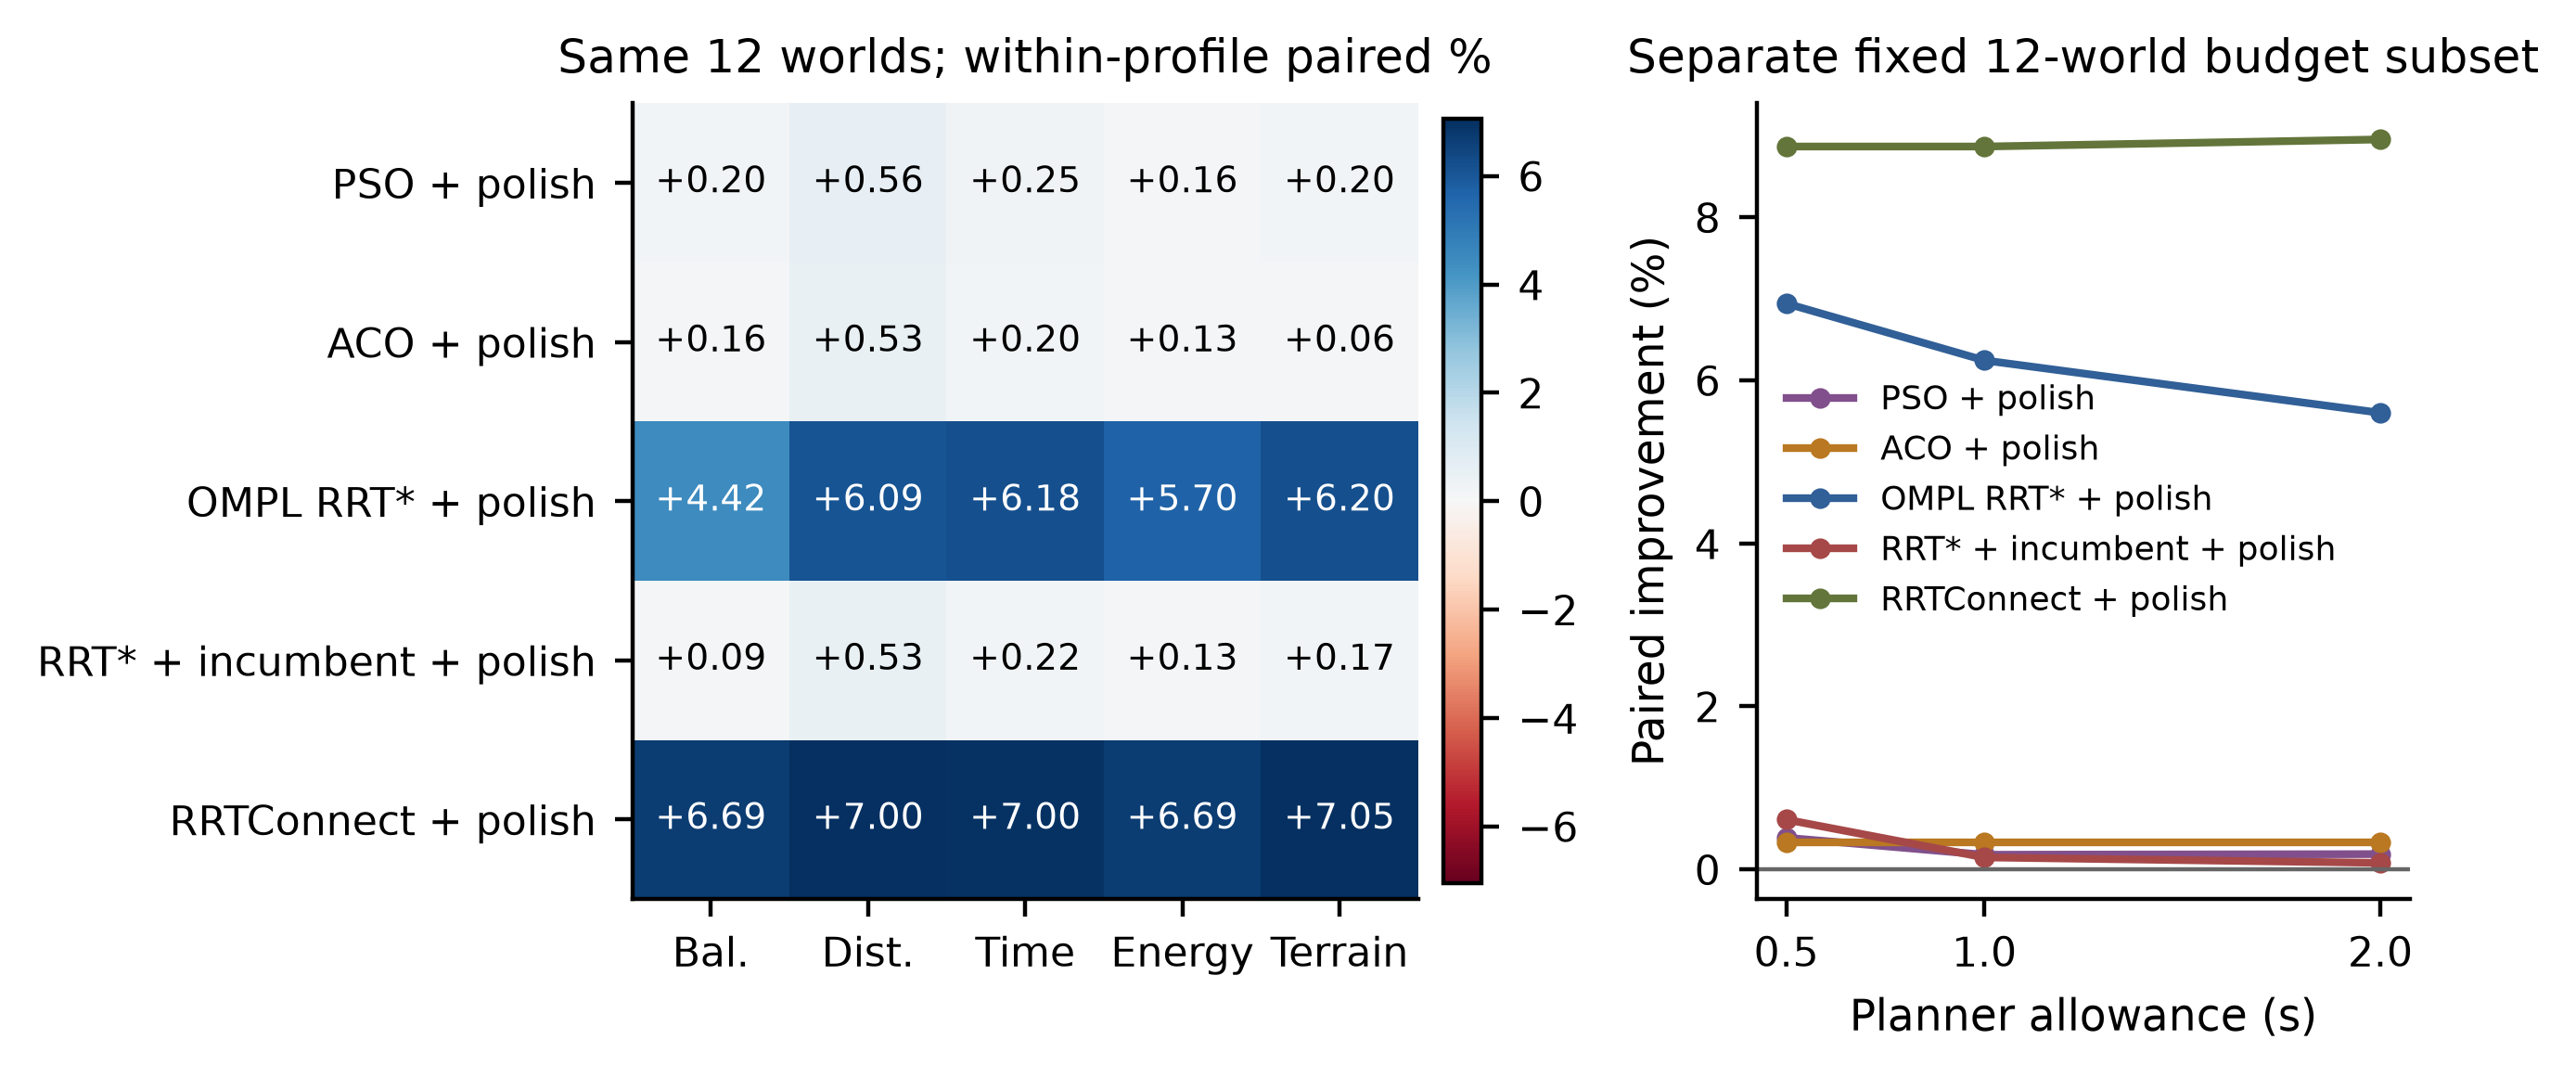 Same 12 worlds; within-profile paired %
PSO + polish
+0.20 +0.56 +0.25 +0.16 +0.20
ACO + polish
+0.16 +0.53 +0.20 +0.13 +0.06
OMPL RRT* + polish
+4.42 +6.09 +6.18 +5.70 +6.20
RRT* + incumbent + polish
+0.09 +0.53 +0.22 +0.13 +0.17
RRTConnect + polish
+6.69 +7.00 +7.00 +6.69 +7.05
Bal. Dist. Time Energy Terrain
6
4
2
0
−2
−4
−6
Separate fixed 12-world budget subset
Paired improvement (%)
8
6
4
2
0
PSO + polish
ACO + polish
OMPL RRT* + polish
RRT* + incumbent + polish
RRTConnect + polish
0.5 1.0 2.0
Planner allowance (s)